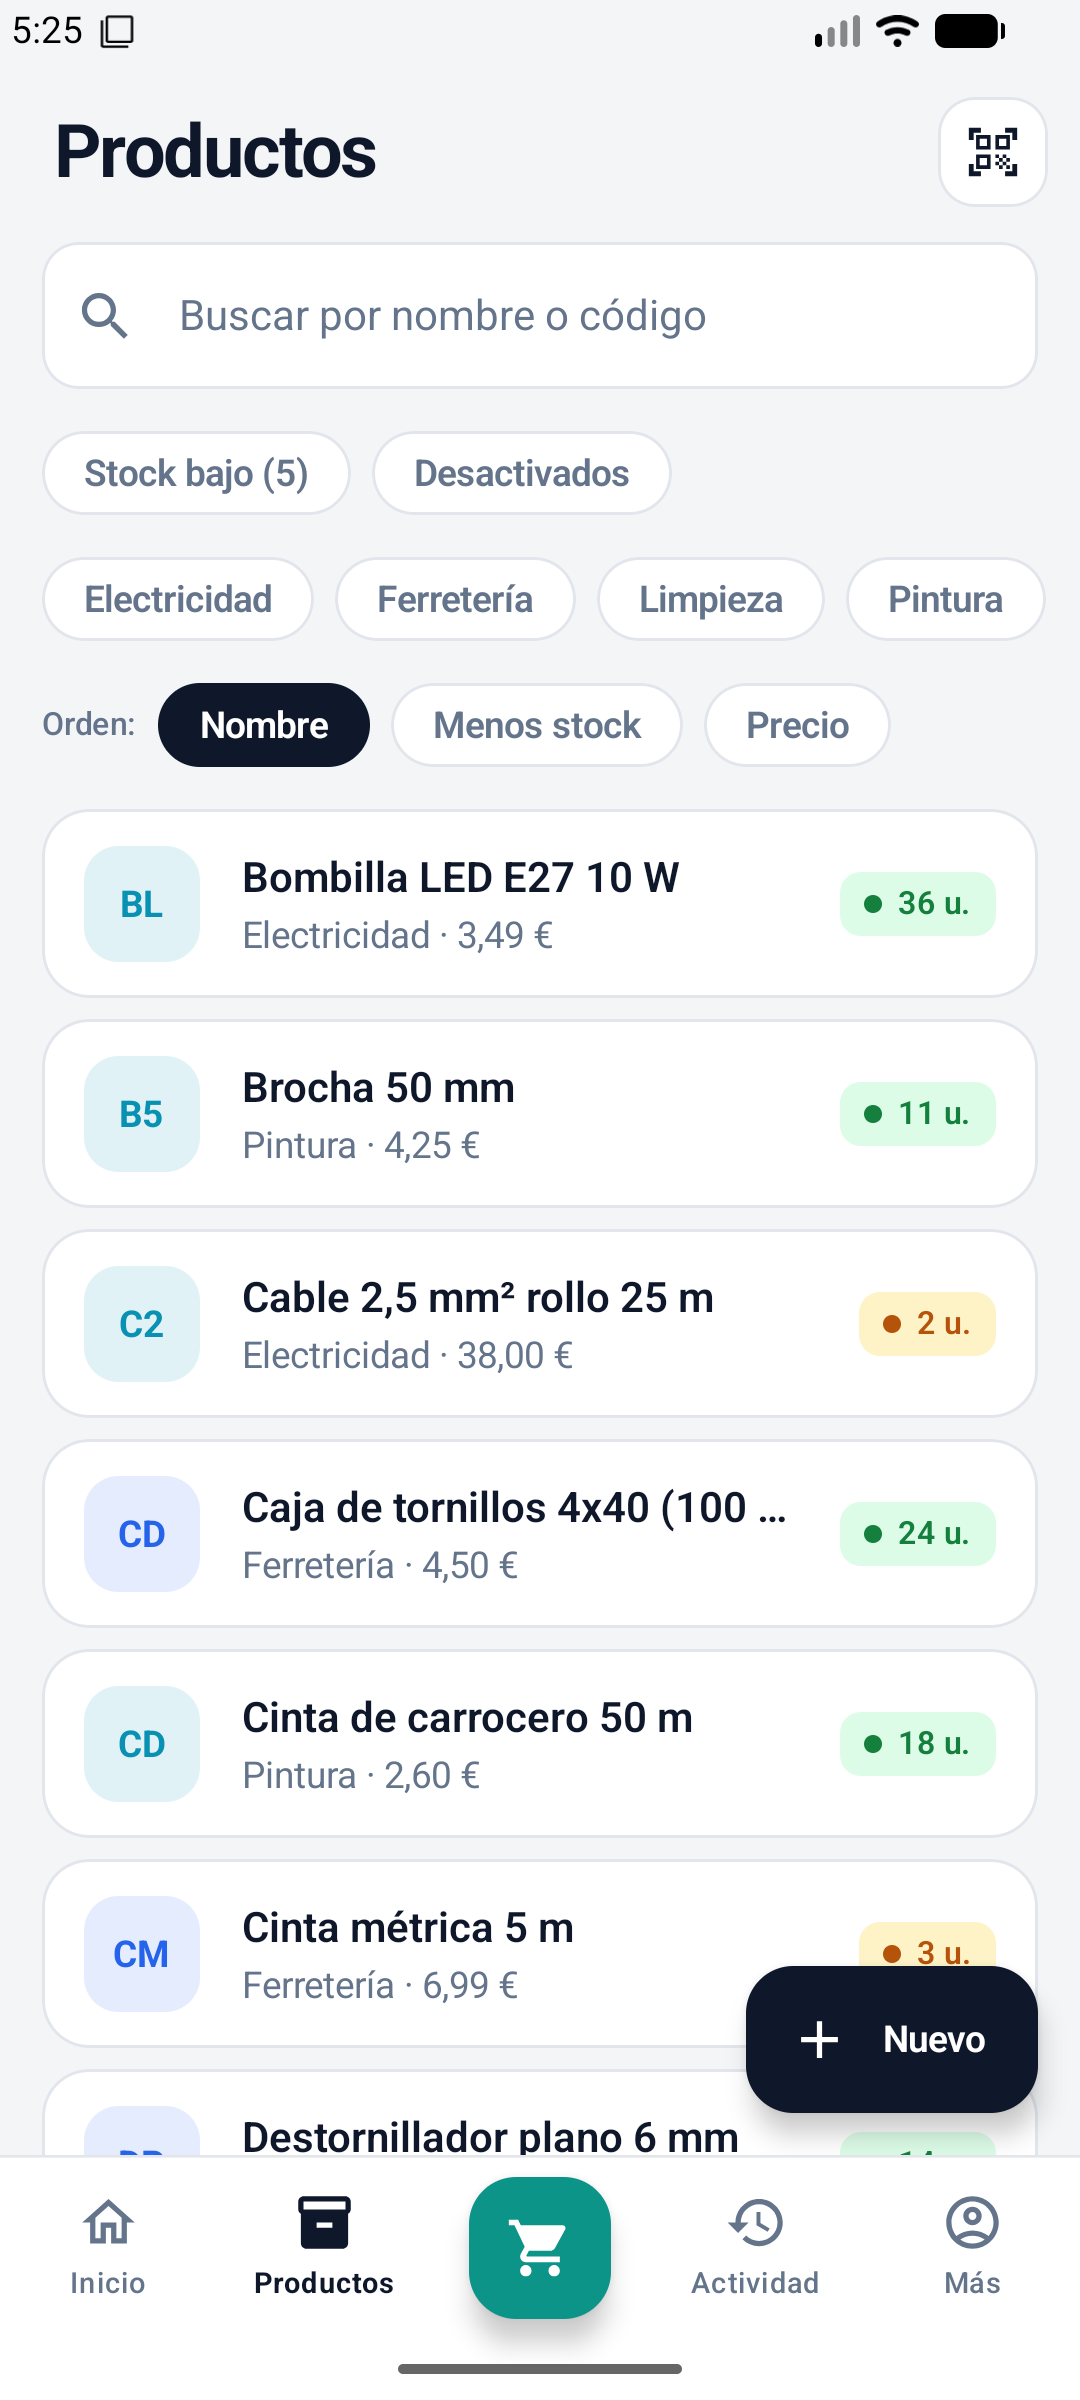 5:25
Productos
Buscar por nombre o código
Stock bajo (5)
Desactivados
Electricidad
Ferretería
Limpieza
Pintura
Orden:
Nombre
Menos stock
Precio
BL
Bombilla LED E27 10 W
Electricidad · 3,49 €
36 u.
B5
Brocha 50 mm
Pintura · 4,25 €
11 u.
C2
Cable 2,5 mm² rollo 25 m
Electricidad · 38,00 €
2 u.
CD
Caja de tornillos 4x40 (100 ...
Ferretería · 4,50 €
24 u.
CD
Cinta de carrocero 50 m
Pintura · 2,60 €
18 u.
CM
Cinta métrica 5 m
Ferretería · 6,99 €
3 u.
Nuevo
Destornillador plano 6 mm
Inicio
Productos
Actividad
Más